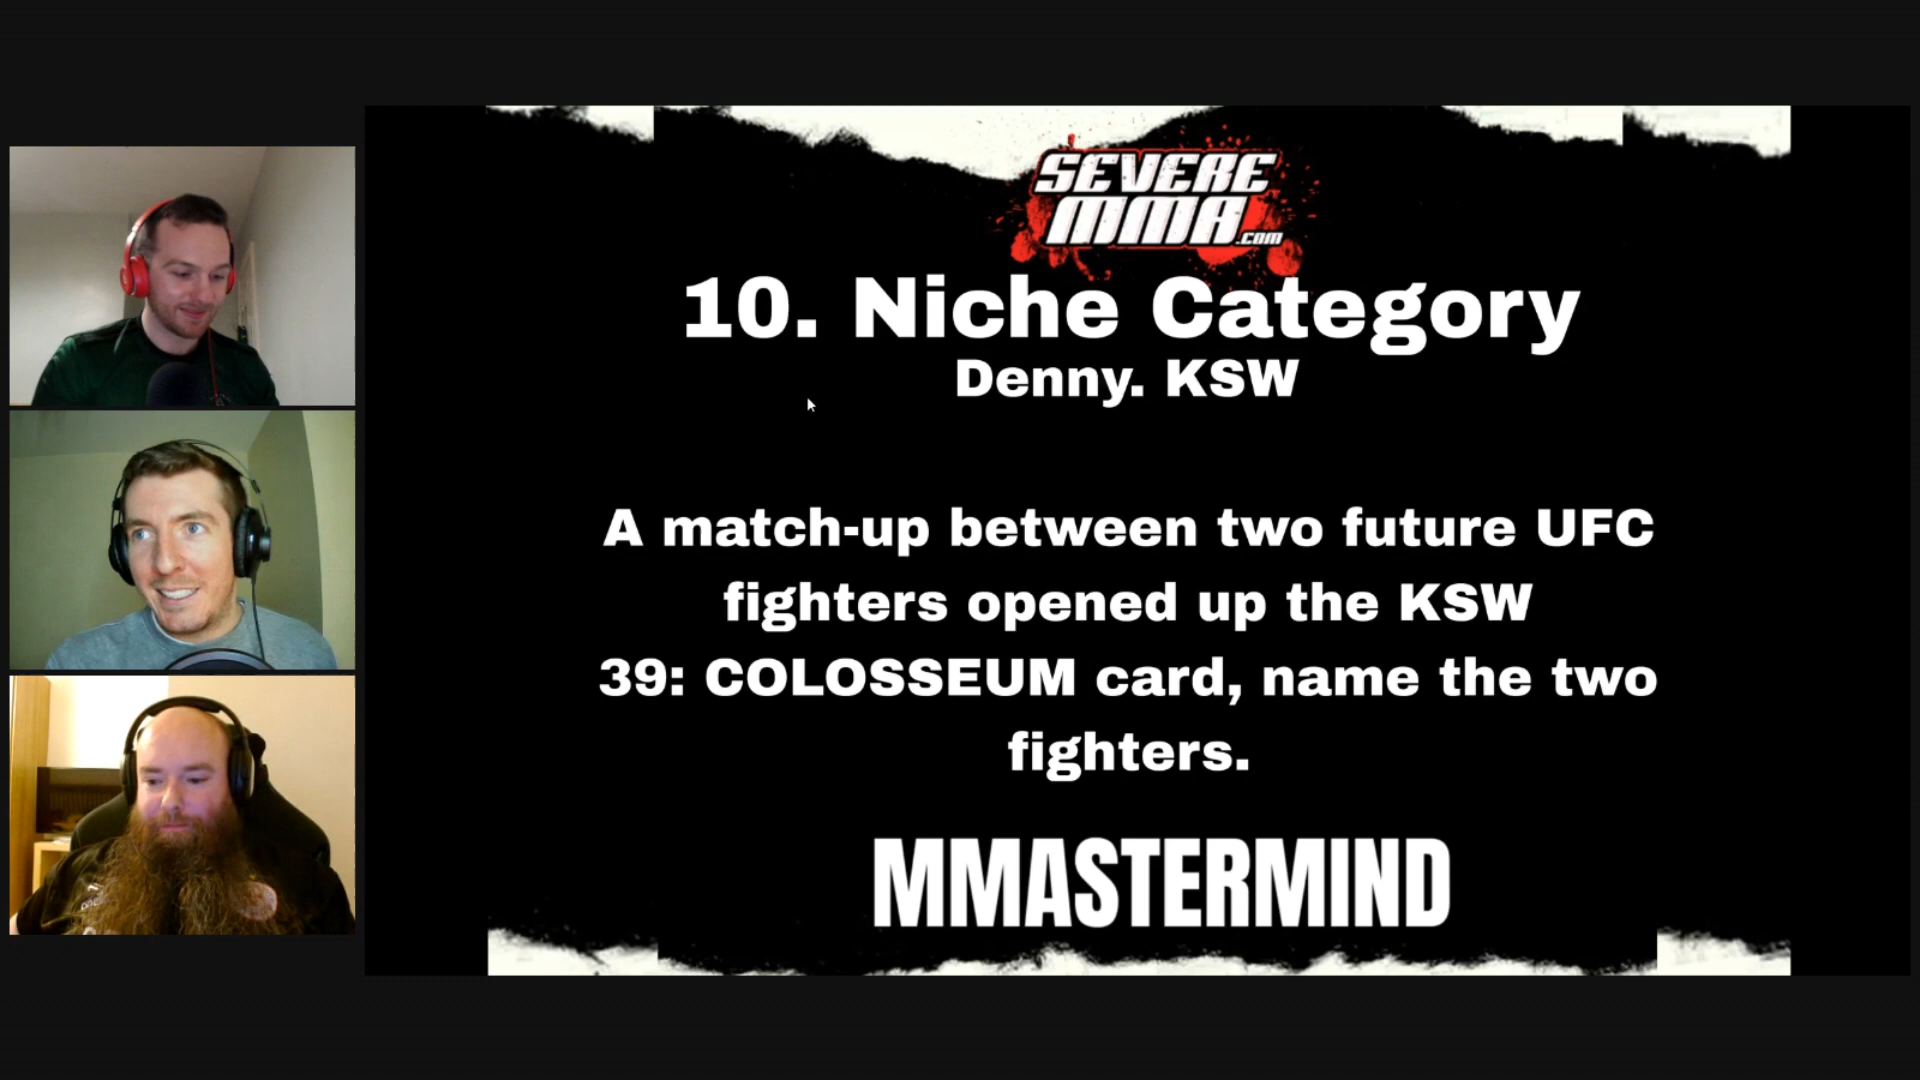 SEVERE
MMA.com
10. Niche Category
Denny. KSW
A match-up between two future UFC
fighters opened up the KSW
39: COLOSSEUM card, name the two
fighters.
MMASTERMIND